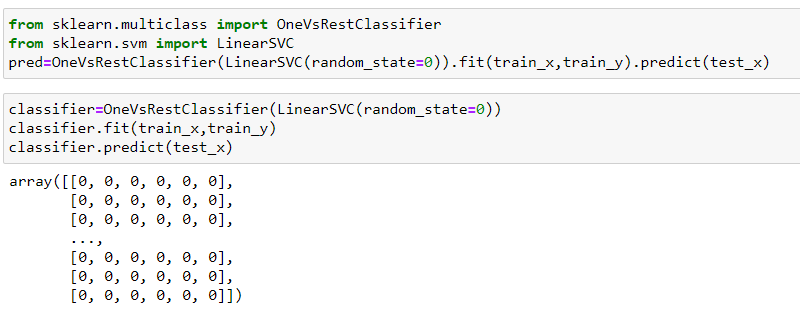 from sklearn.multiclass import OneVsRestClassifier
from sklearn.svm import LinearSVC
pred=OneVsRestClassifier(LinearSVC(random_state=0)).fit(train_x,train_y).predict(test_x)
classifier=OneVsRestClassifier(LinearSVC(random_state=0))
classifier.fit(train_x,train_y)
classifier.predict(test_x)
array([[0, 0, 0, 0, 0, 0],
       [0, 0, 0, 0, 0, 0],
       [0, 0, 0, 0, 0, 0],
       ...,
       [0, 0, 0, 0, 0, 0],
       [0, 0, 0, 0, 0, 0],
       [0, 0, 0, 0, 0, 0]])